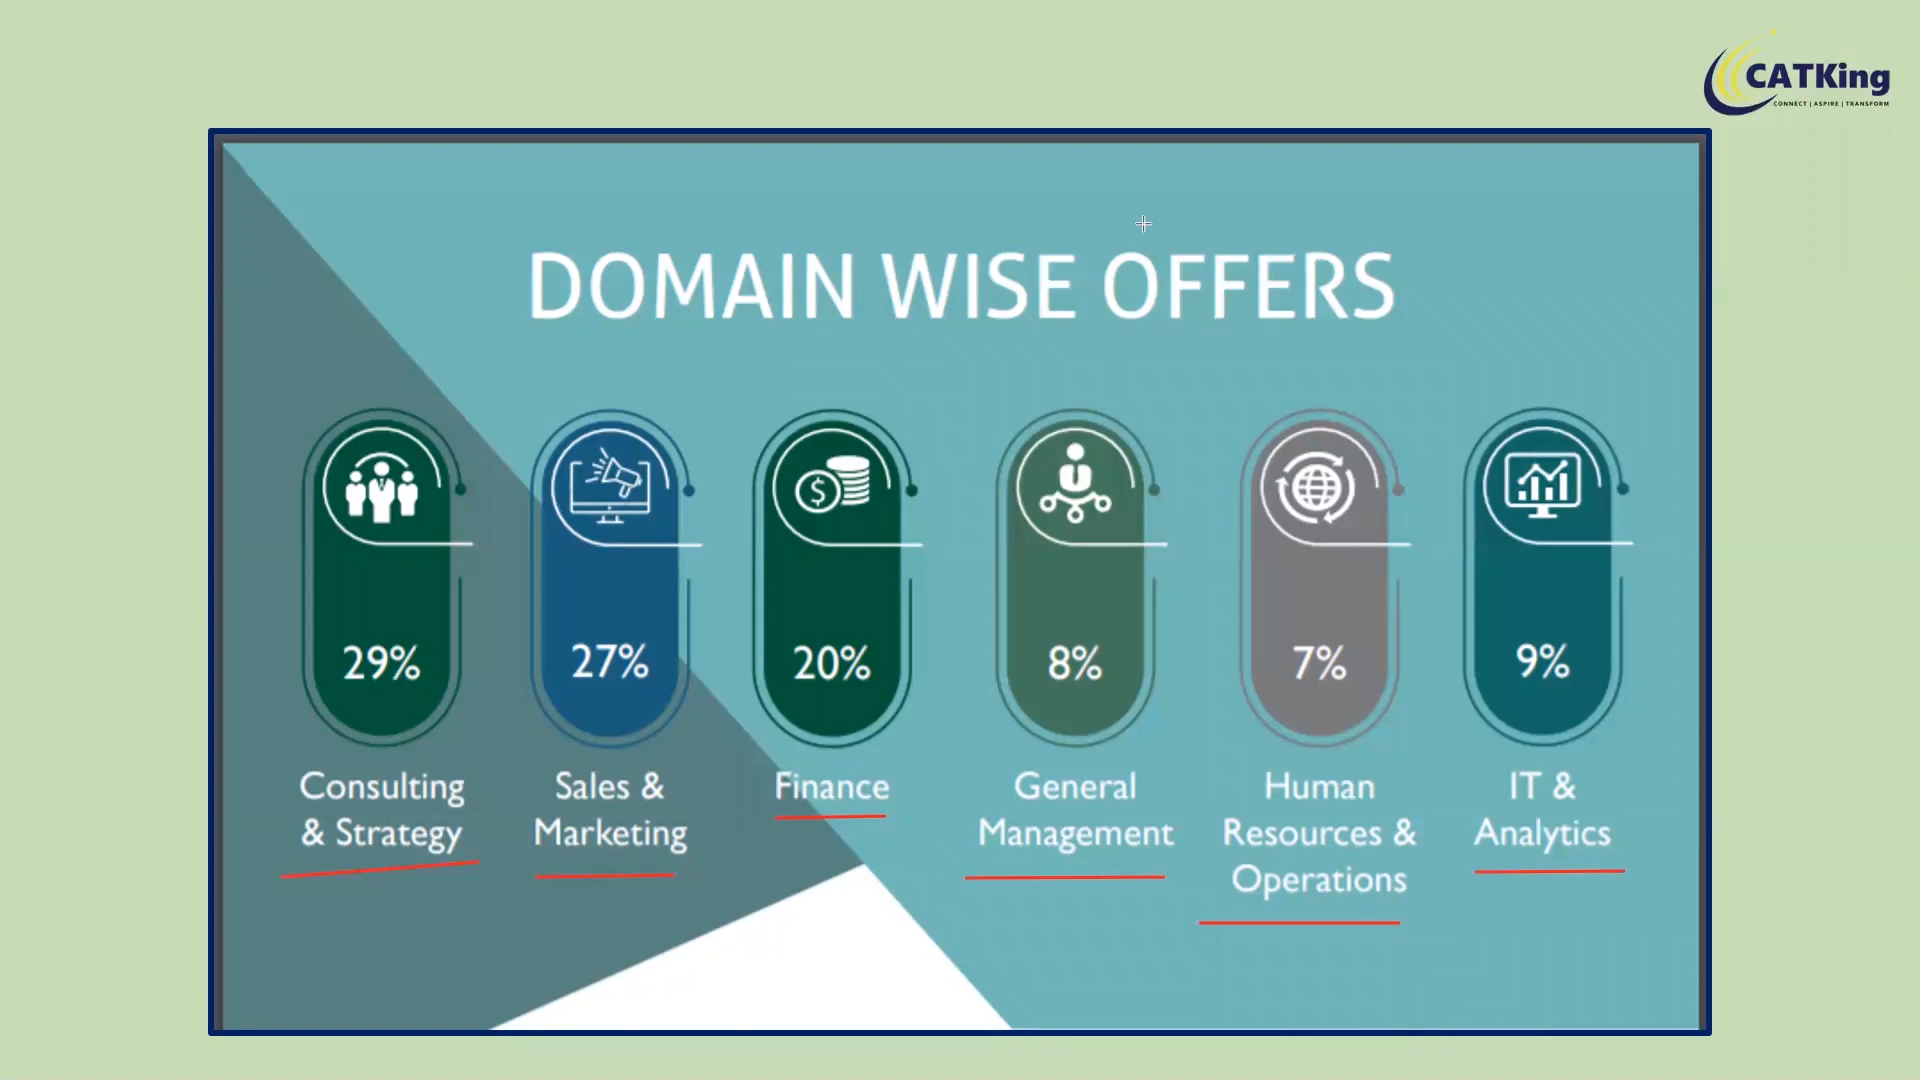 CATKing
CONNECT | ASPIRE | TRANSFORM
DOMAIN WISE OFFERS
29%
27%
20%
8%
7%
9%
Consulting
& Strategy
Sales &
Marketing
Finance
General
Management
Human
Resources &
Operations
IT &
Analytics